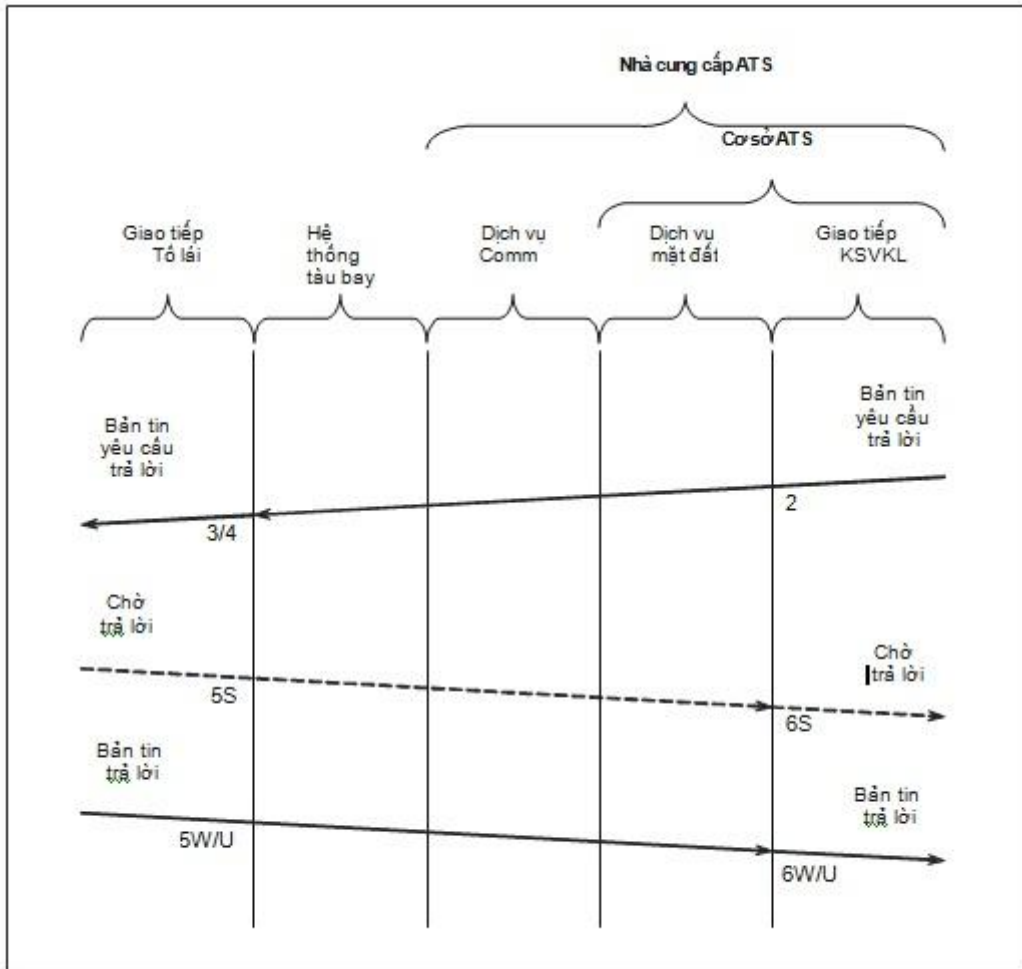 Nhà cung cấp ATS
Cơ sở ATS
Giao tiếp
Tổ lái
Hệ
thống
tàu bay
Dịch vụ
Comm
Dịch vụ
mặt đất
Giao tiếp
KSVKL
Bản tin
yêu cầu
trả lời
Bản tin
yêu cầu
trả lời
2
3/4
Chờ
trả lời
Chờ
trả lời
5S
6S
Bản tin
trả lời
Bản tin
trả lời
5W/U
6W/U